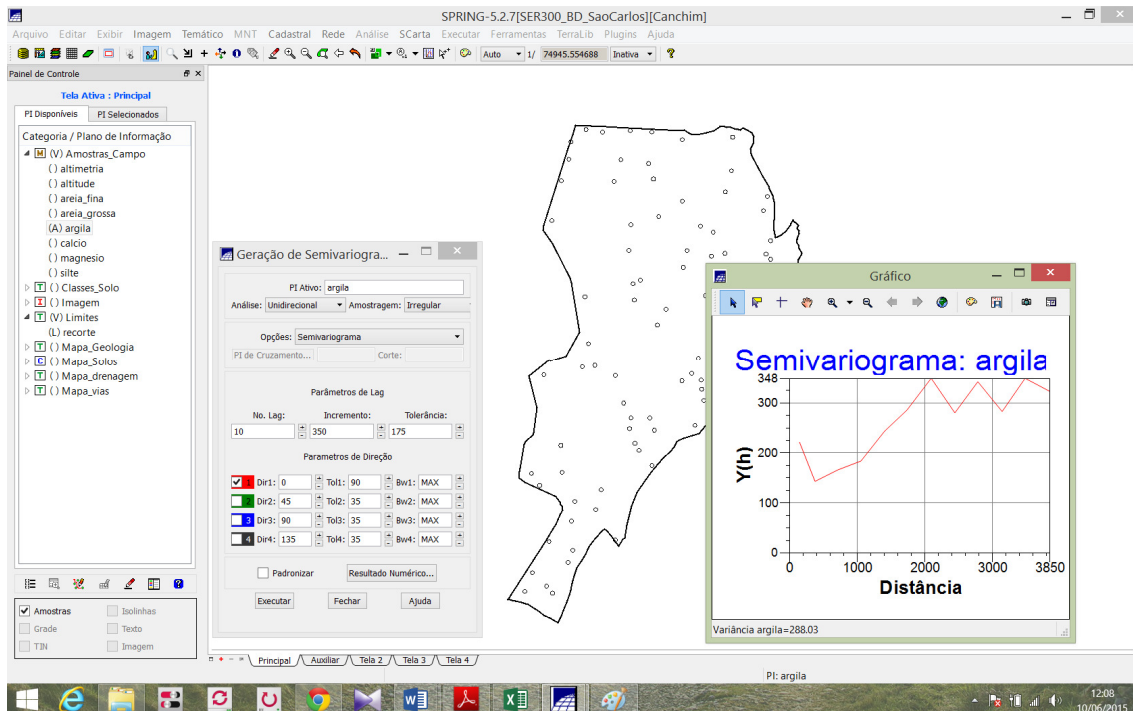 SPRING-5.2.7[SER300_BD_SaoCarlos][Canchim]
Arquivo Editar Exibir Imagem Temático MNT Cadastral Rede Análise SCarta Executar Ferramentas TerraLib Plugins Ajuda
Auto 1/ 74945.554688 Inativa
Painel de Controle
Tela Ativa : Principal
PI Disponíveis PI Selecionados
Categoria / Plano de Informação
M (V) Amostras_Campo
( ) altimetria
( ) altitude
( ) areia_fina
( ) areia_grossa
(A) argila
( ) calcio
( ) magnesio
( ) silte
T ( ) Classes_Solo
I ( ) Imagem
T (V) Limites
(L) recorte
T ( ) Mapa_Geologia
C ( ) Mapa_Solos
T ( ) Mapa_drenagem
T ( ) Mapa_vias
Amostras Isolinhas
Grade Texto
TIN Imagem
Geração de Semivariogra...
PI Ativo: argila
Análise: Unidirecional Amostragem: Irregular
Opções: Semivariograma
PI de Cruzamento... Corte:
Parâmetros de Lag
No. Lag: Incremento: Tolerância:
10 350 175
Parametros de Direção
1 Dir1: 0 Tol1: 90 Bw1: MAX
2 Dir2: 45 Tol2: 35 Bw2: MAX
3 Dir3: 90 Tol3: 35 Bw3: MAX
4 Dir4: 135 Tol4: 35 Bw4: MAX
Padronizar Resultado Numérico...
Executar Fechar Ajuda
Gráfico
Semivariograma: argila
348
300
200
100
0
Y(h)
0 1000 2000 3000 3850
Distância
Variância argila=288.03
Principal Auxiliar Tela 2 Tela 3 Tela 4
PI: argila
12:08
10/06/2015